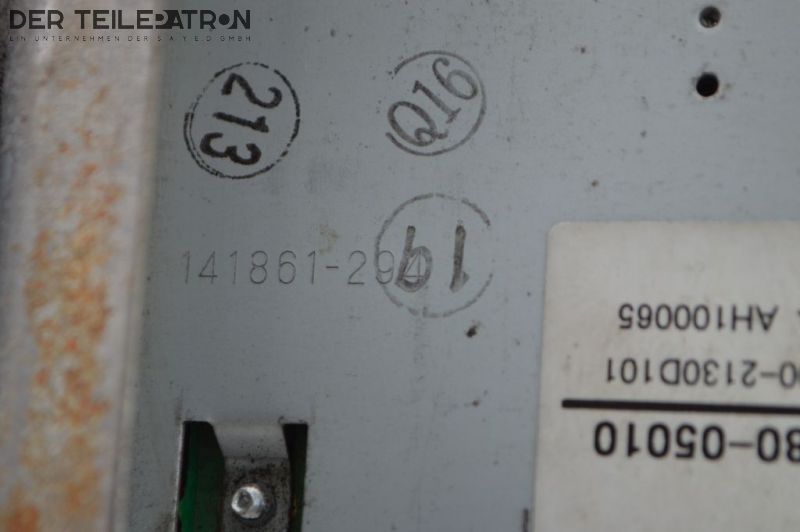 DER TEILEPATRON
EIN UNTERNEHMEN DER S A Y E D GMBH
213
Q16
19
141861-294
80-05010
0-2130D101
AH100065